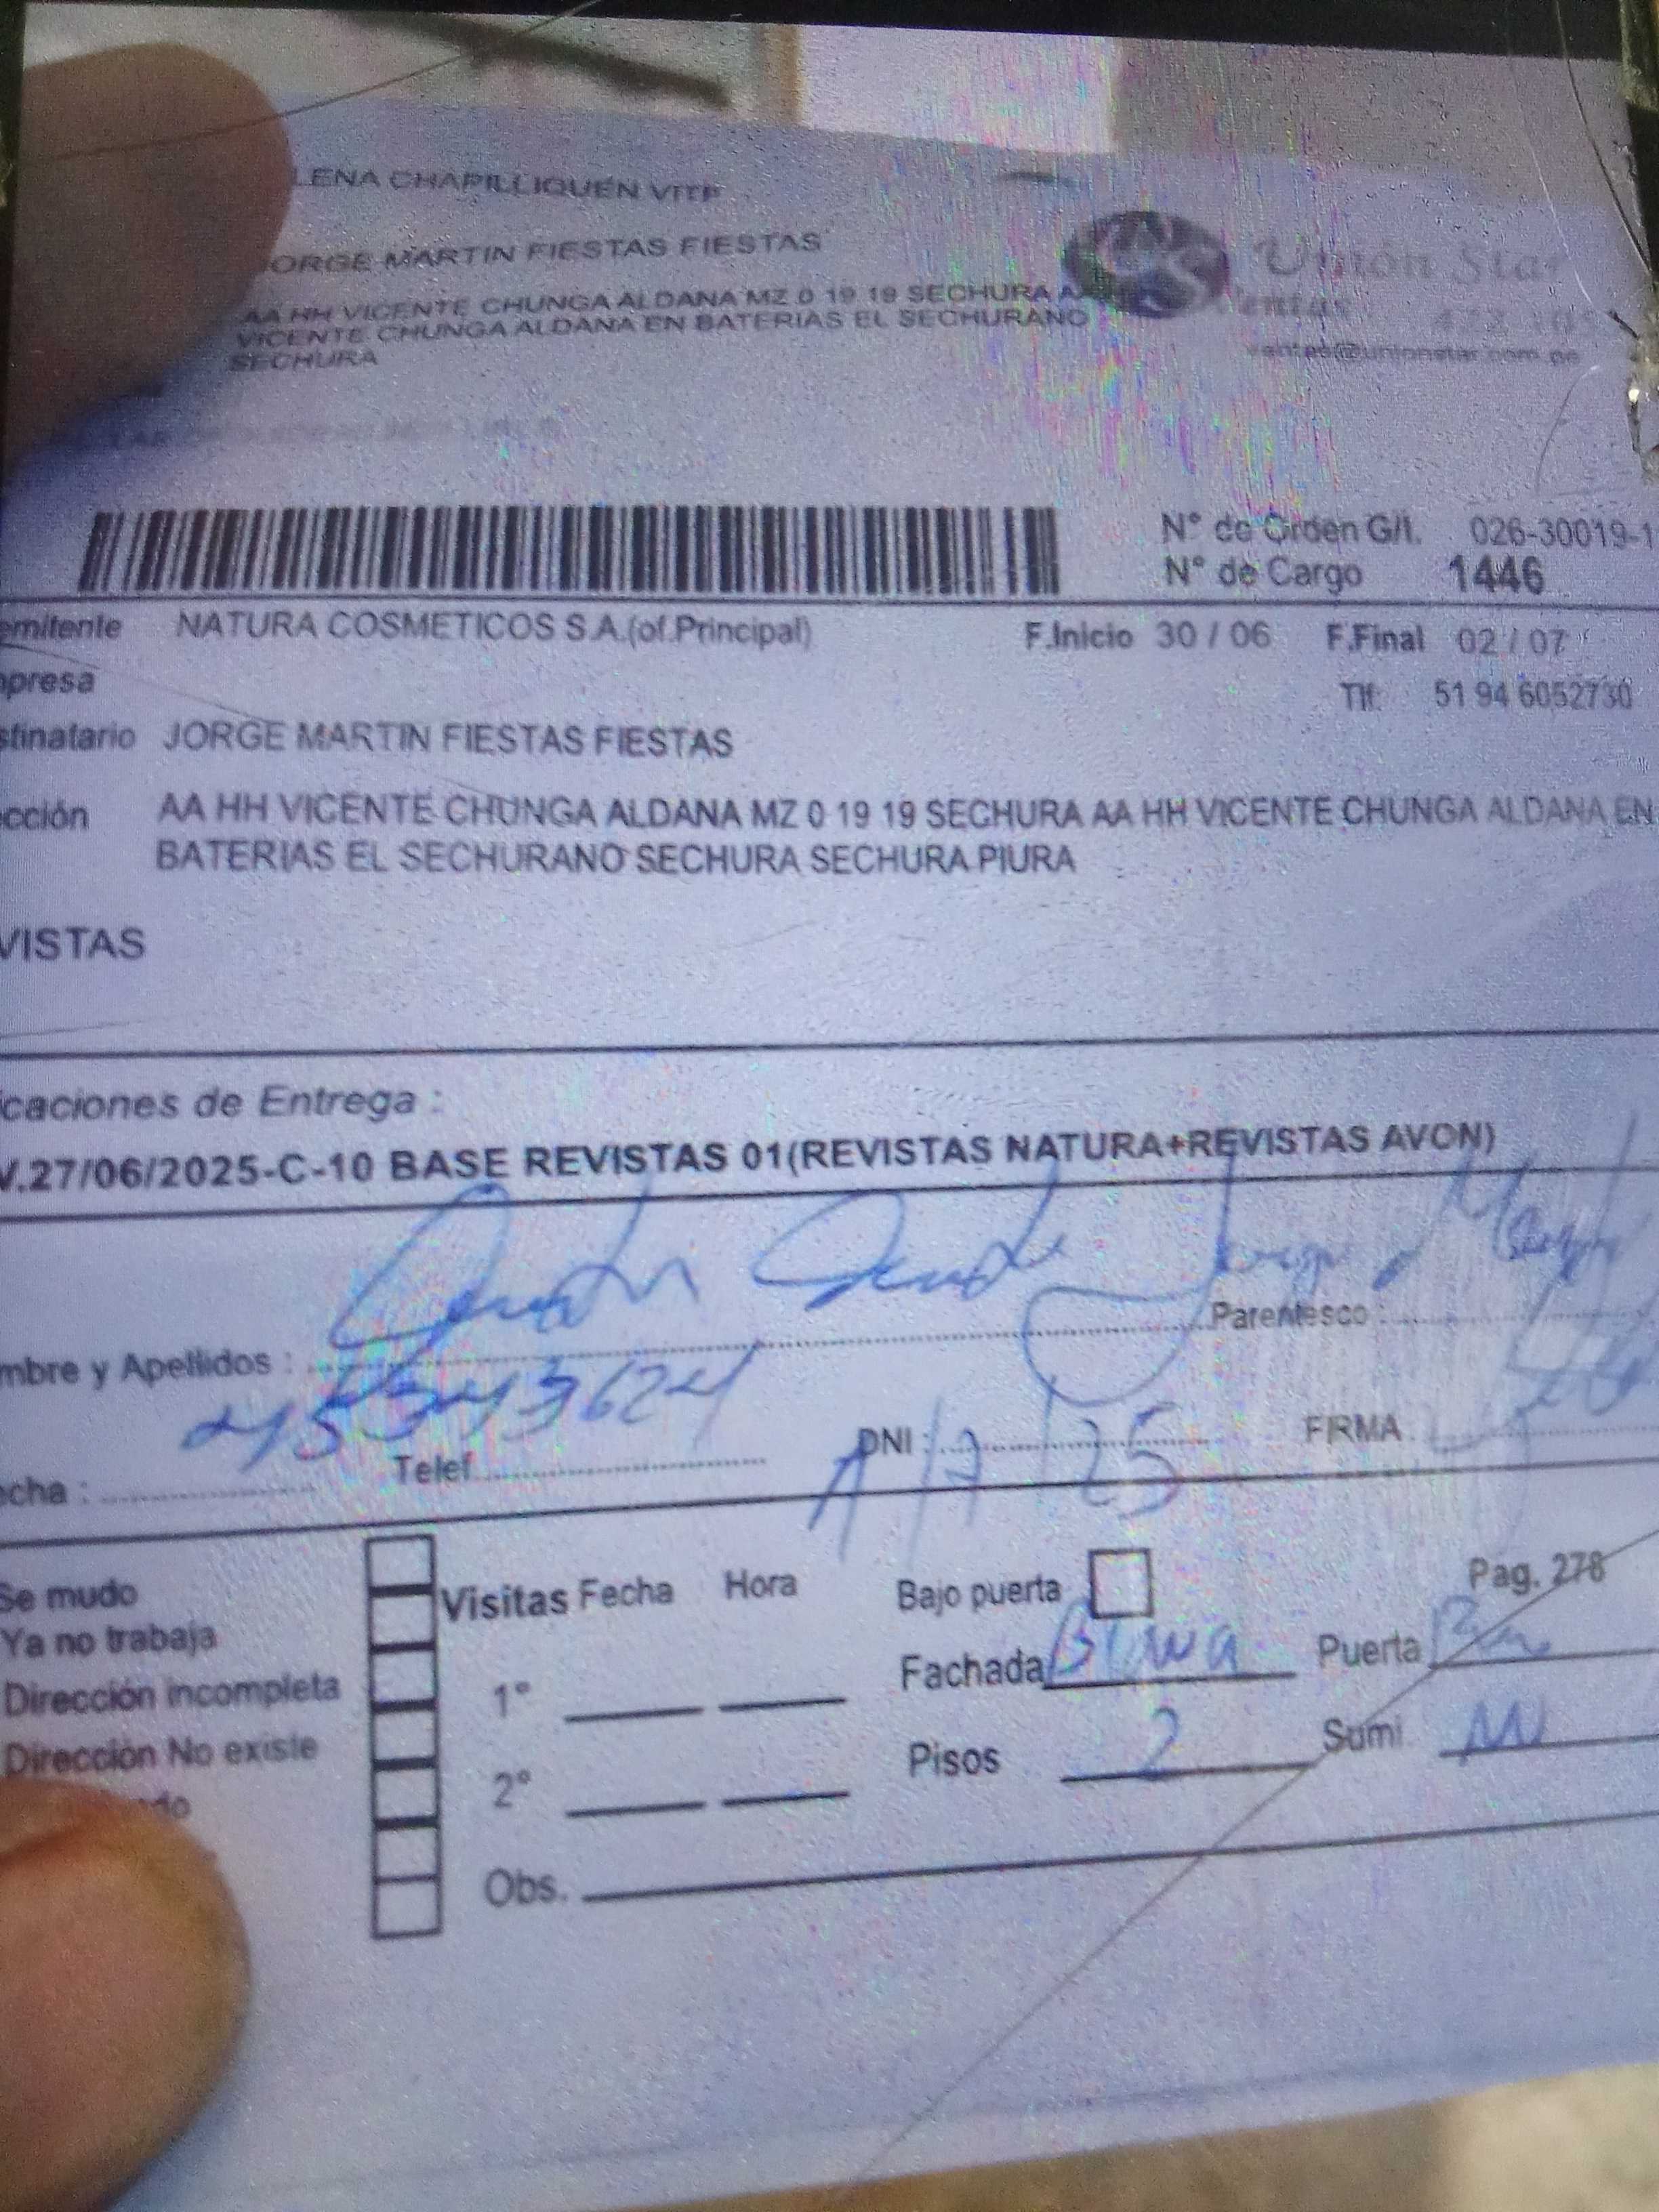 LENA CHAPILLIQUEN
JORGE MARTIN FIESTAS FIESTAS
AA HH VICENTE CHUNGA ALDANA MZ 0 19 19 SECHURA
VICENTE CHUNGA ALDANA EN BATERIAS EL SECHURANO
SECHURA
Unión Star
Ventas
ventas@unionstar.com.pe
N° de Orden G/I. 026-30019-1
N° de Cargo 1446
emitente NATURA COSMETICOS S.A.(of.Principal) F.Inicio 30 / 06 F.Final 02 / 07
presa Tlf: 51 94 6052730
stinatario JORGE MARTIN FIESTAS FIESTAS
cción AA HH VICENTE CHUNGA ALDANA MZ 0 19 19 SECHURA AA HH VICENTE CHUNGA ALDANA EN
BATERIAS EL SECHURANO SECHURA SECHURA PIURA
VISTAS
caciones de Entrega :
V.27/06/2025-C-10 BASE REVISTAS 01(REVISTAS NATURA+REVISTAS AVON)
mbre y Apellidos : Parentesco :
cha : Telef. DNI : FIRMA
Se mudo Visitas Fecha Hora Bajo puerta Pag. 278
Ya no trabaja Fachada Puerta
Dirección incompleta 1°
Dirección No existe Pisos 2 Sumi
2°
Obs.